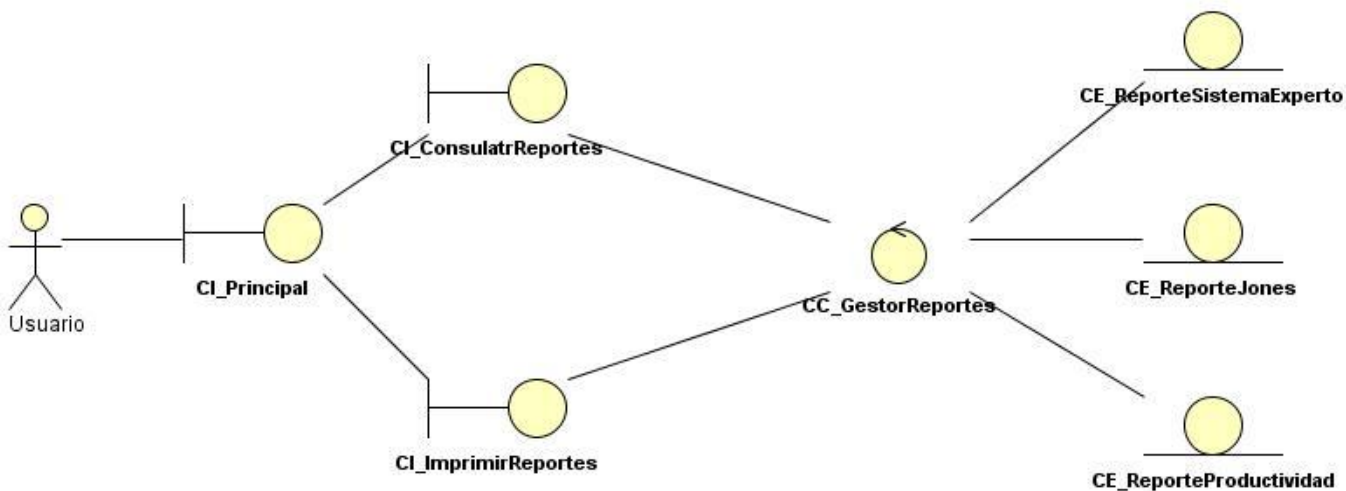 CE_ReporteSistemaExperto
CI_ConsulatrReportes
CI_Principal
CE_ReporteJones
CC_GestorReportes
Usuario
CI_ImprimirReportes
CE_ReporteProductividad